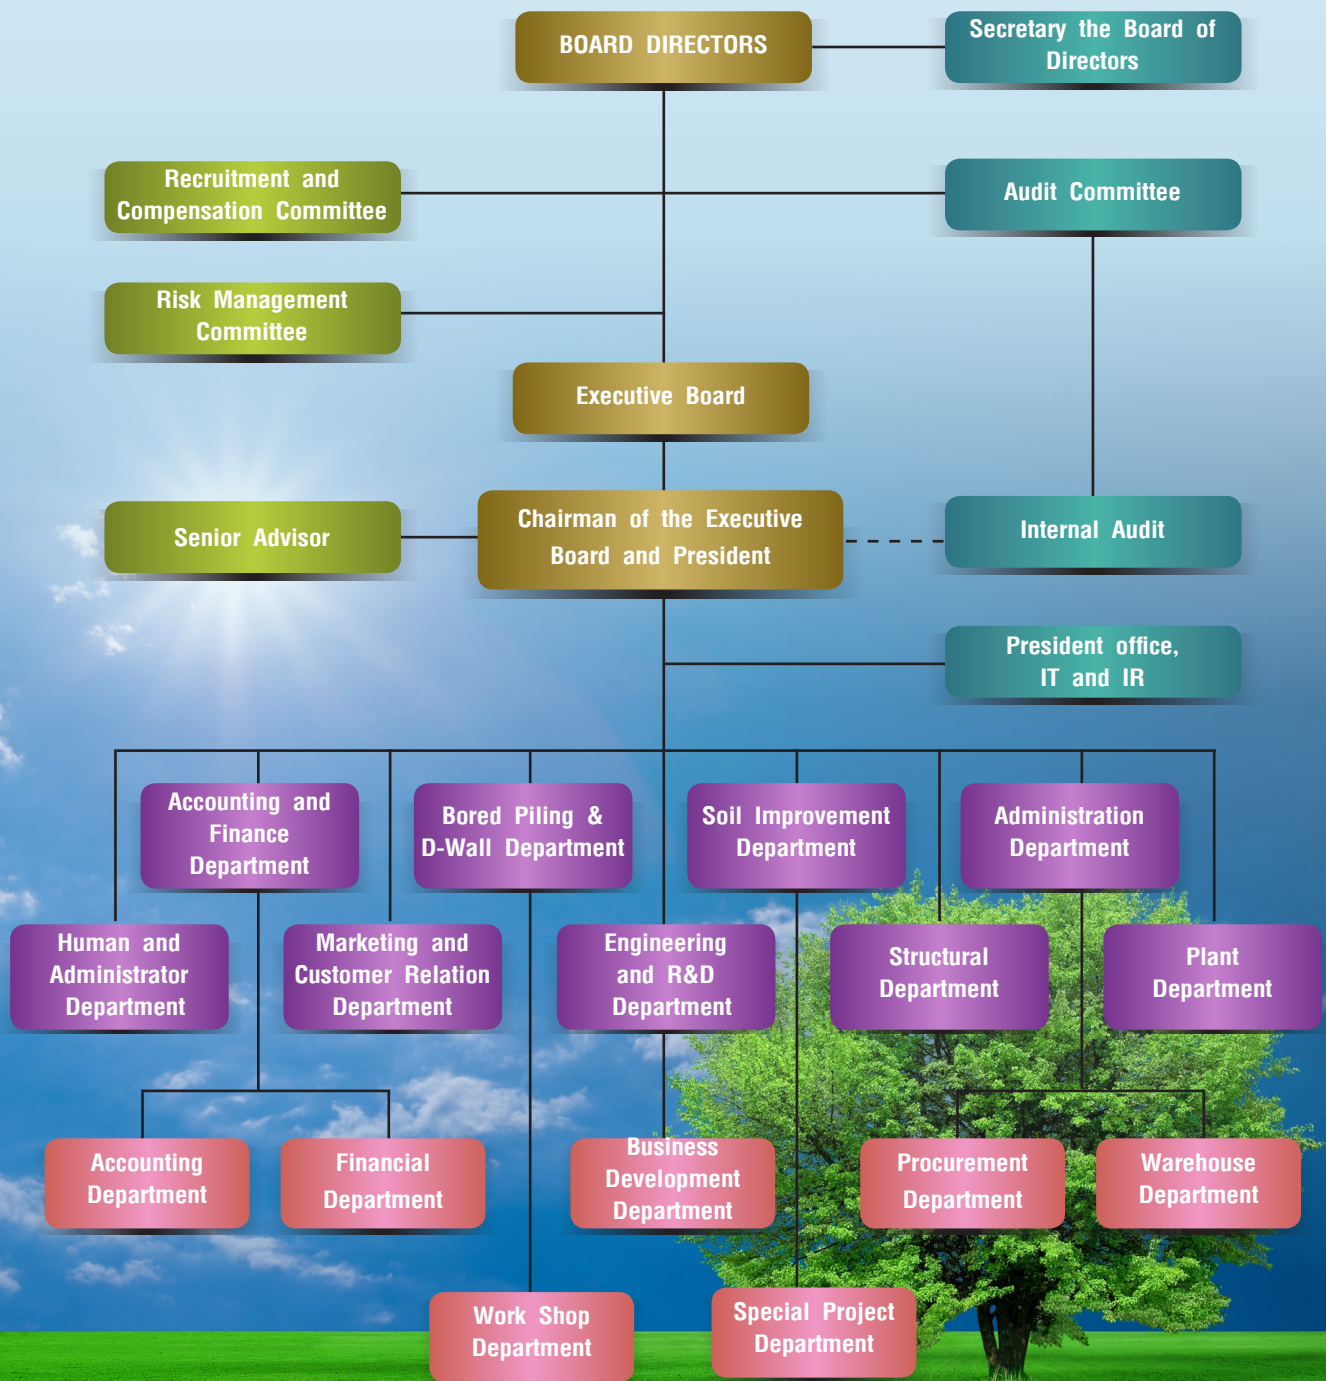 BOARD DIRECTORS
Secretary the Board of
Directors
Recruitment and
Compensation Committee
Audit Committee
Risk Management
Committee
Executive Board
Senior Advisor
Chairman of the Executive
Board and President
Internal Audit
President office,
IT and IR
Accounting and
Finance
Department
Bored Piling &
D-Wall Department
Soil Improvement
Department
Administration
Department
Human and
Administrator
Department
Marketing and
Customer Relation
Department
Engineering
and R&D
Department
Structural
Department
Plant
Department
Accounting
Department
Financial
Department
Business
Development
Department
Procurement
Department
Warehouse
Department
Work Shop
Department
Special Project
Department